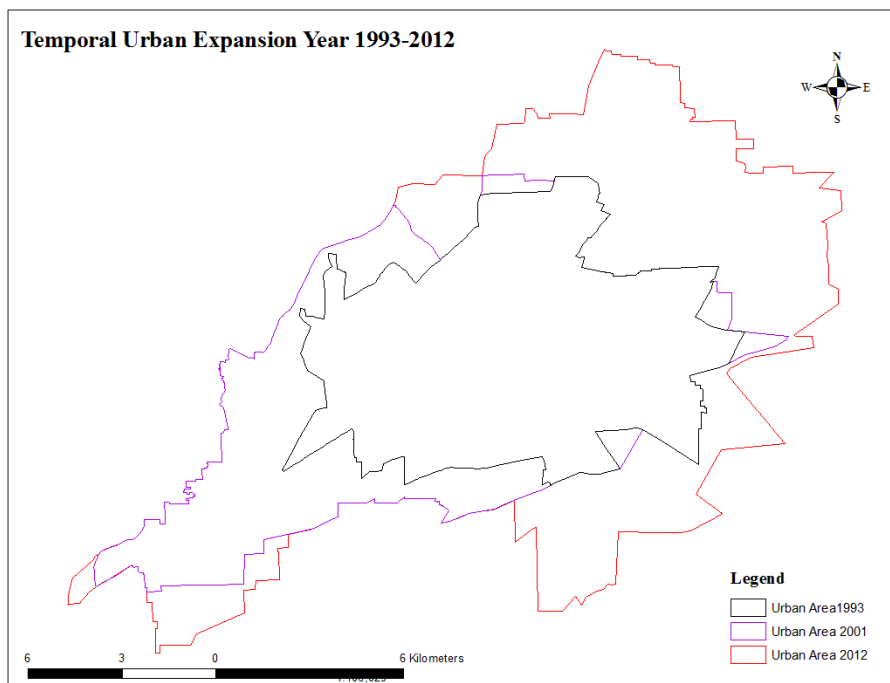 Temporal Urban Expansion Year 1993-2012
N
W E
S
Legend
Urban Area1993
Urban Area 2001
Urban Area 2012
6 3 0 6 Kilometers